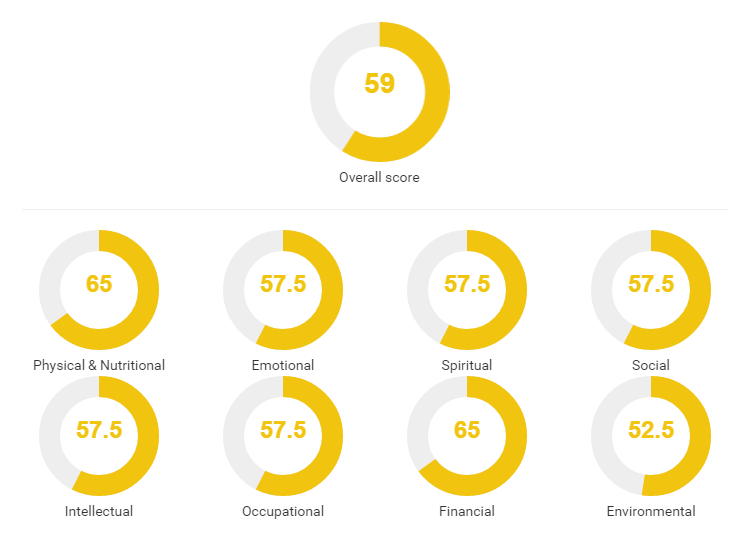 59
Overall score
65
57.5
57.5
57.5
Physical & Nutritional
Emotional
Spiritual
Social
57.5
57.5
65
52.5
Intellectual
Occupational
Financial
Environmental